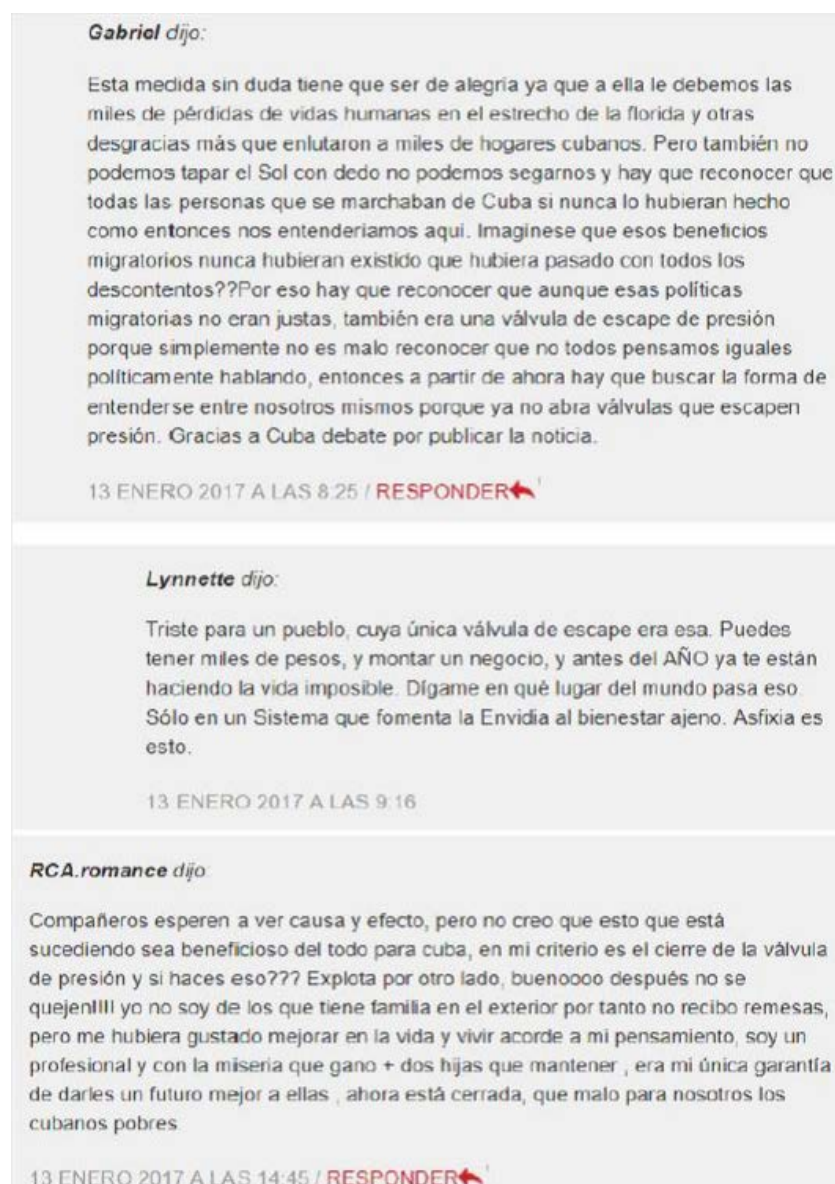 Gabriel dijo:
Esta medida sin duda tiene que ser de alegria ya que a ella le debemos las
miles de pérdidas de vidas humanas en el estrecho de la florida y otras
desgracias más que enlutaron a miles de hogares cubanos. Pero también no
podemos tapar el Sol con dedo no podemos segarnos y hay que reconocer que
todas las personas que se marchaban de Cuba si nunca lo hubieran hecho
como entonces nos entenderiamos aqui. Imaginese que esos beneficios
migratorios nunca hubieran existido que hubiera pasado con todos los
descontentos??Por eso hay que reconocer que aunque esas políticas
migratorias no eran justas, también era una válvula de escape de presión
porque simplemente no es malo reconocer que no todos pensamos iguales
políticamente hablando, entonces a partir de ahora hay que buscar la forma de
entenderse entre nosotros mismos porque ya no abra válvulas que escapen
presión. Gracias a Cuba debate por publicar la noticia.
13 ENERO 2017 A LAS 8:25 / RESPONDER
Lynnette dijo:
Triste para un pueblo, cuya única válvula de escape era esa. Puedes
tener miles de pesos, y montar un negocio, y antes del AÑO ya te están
haciendo la vida imposible. Dígame en qué lugar del mundo pasa eso.
Sólo en un Sistema que fomenta la Envidia al bienestar ajeno. Asfixia es
esto.
13 ENERO 2017 A LAS 9:16
RCA.romance dijo:
Compañeros esperen a ver causa y efecto, pero no creo que esto que está
sucediendo sea beneficioso del todo para cuba, en mi criterio es el cierre de la válvula
de presión y si haces eso??? Explota por otro lado, buenoooo después no se
quejen!!!! yo no soy de los que tiene familia en el exterior por tanto no recibo remesas,
pero me hubiera gustado mejorar en la vida y vivir acorde a mi pensamiento, soy un
profesional y con la miseria que gano + dos hijas que mantener , era mi única garantía
de darles un futuro mejor a ellas , ahora está cerrada, que malo para nosotros los
cubanos pobres
13 ENERO 2017 A LAS 14:45 / RESPONDER